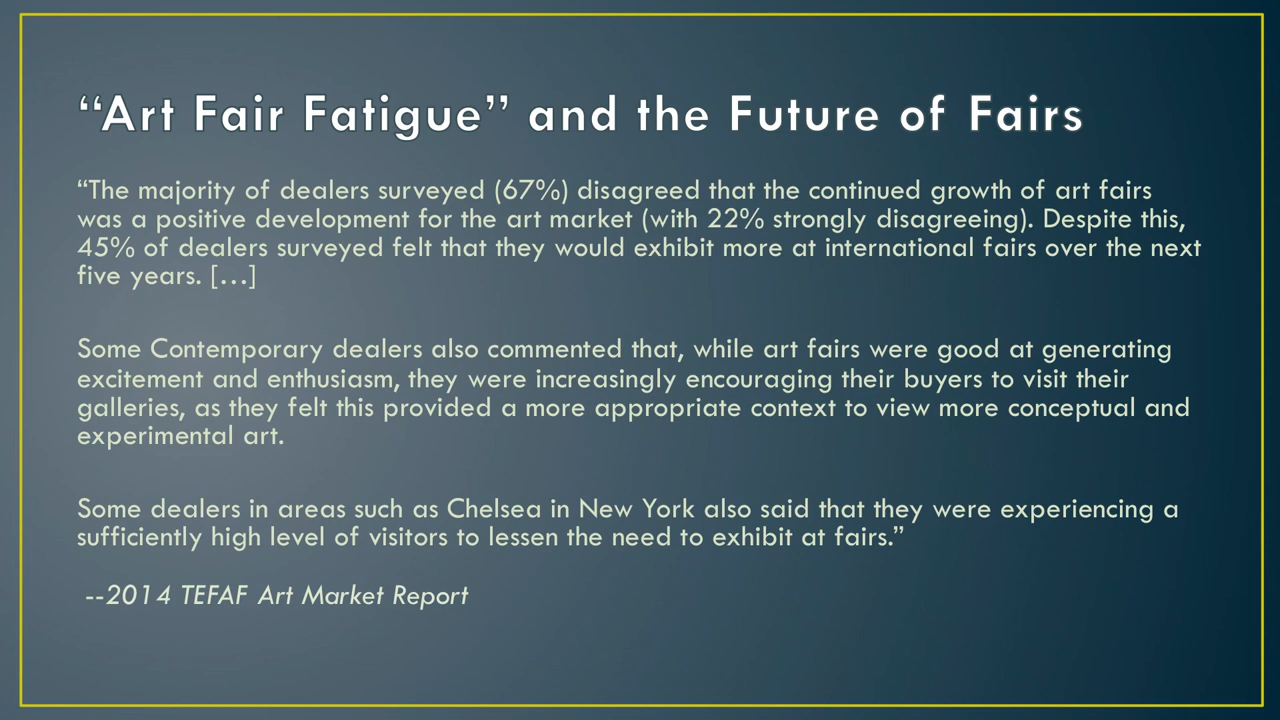 “Art Fair Fatigue” and the Future of Fairs
“The majority of dealers surveyed (67%) disagreed that the continued growth of art fairs
was a positive development for the art market (with 22% strongly disagreeing). Despite this,
45% of dealers surveyed felt that they would exhibit more at international fairs over the next
five years. […]
Some Contemporary dealers also commented that, while art fairs were good at generating
excitement and enthusiasm, they were increasingly encouraging their buyers to visit their
galleries, as they felt this provided a more appropriate context to view more conceptual and
experimental art.
Some dealers in areas such as Chelsea in New York also said that they were experiencing a
sufficiently high level of visitors to lessen the need to exhibit at fairs.”
--2014 TEFAF Art Market Report